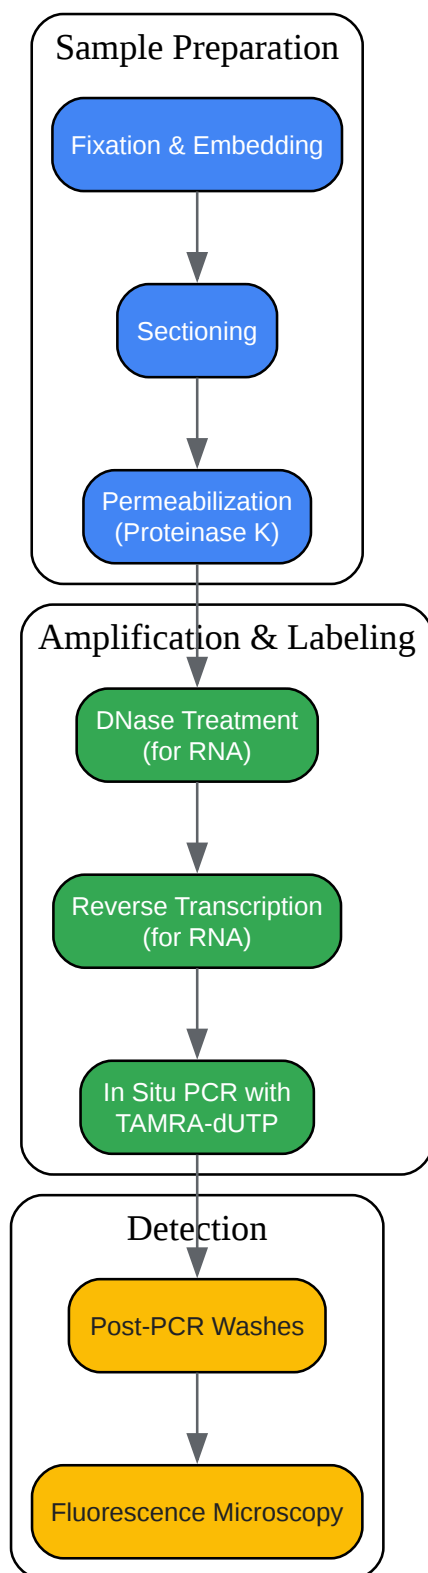 Sample Preparation
Fixation & Embedding
Sectioning
Permeabilization
(Proteinase K)
Amplification & Labeling
DNase Treatment
(for RNA)
Reverse Transcription
(for RNA)
In Situ PCR with
TAMRA-dUTP
Detection
Post-PCR Washes
Fluorescence Microscopy